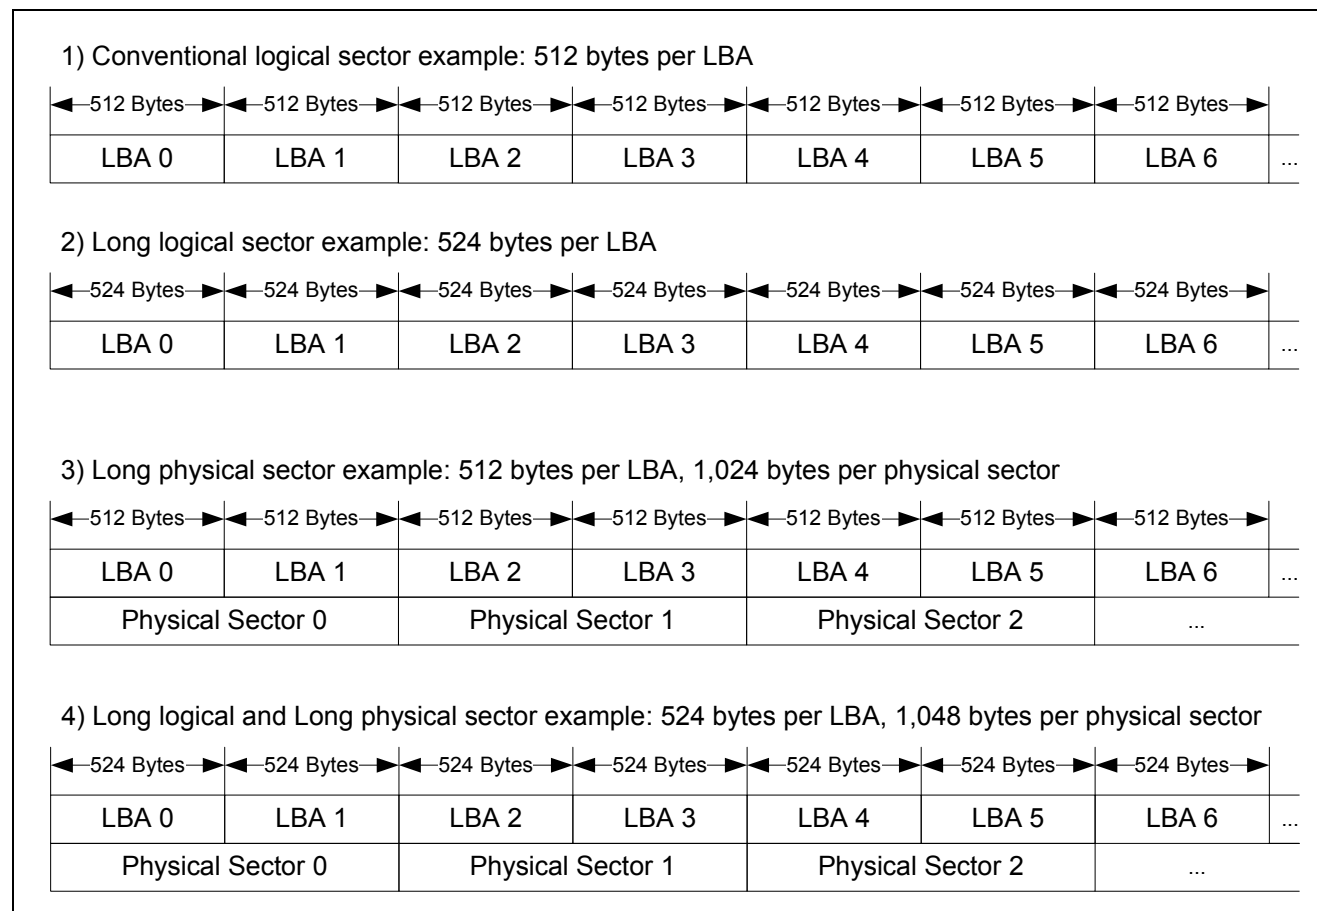 1) Conventional logical sector example: 512 bytes per LBA
512 Bytes 512 Bytes 512 Bytes 512 Bytes 512 Bytes 512 Bytes 512 Bytes
LBA 0 LBA 1 LBA 2 LBA 3 LBA 4 LBA 5 LBA 6 ...
2) Long logical sector example: 524 bytes per LBA
524 Bytes 524 Bytes 524 Bytes 524 Bytes 524 Bytes 524 Bytes 524 Bytes
LBA 0 LBA 1 LBA 2 LBA 3 LBA 4 LBA 5 LBA 6 ...
3) Long physical sector example: 512 bytes per LBA, 1,024 bytes per physical sector
512 Bytes 512 Bytes 512 Bytes 512 Bytes 512 Bytes 512 Bytes 512 Bytes
LBA 0 LBA 1 LBA 2 LBA 3 LBA 4 LBA 5 LBA 6 ...
Physical Sector 0 Physical Sector 1 Physical Sector 2 ...
4) Long logical and Long physical sector example: 524 bytes per LBA, 1,048 bytes per physical sector
524 Bytes 524 Bytes 524 Bytes 524 Bytes 524 Bytes 524 Bytes 524 Bytes
LBA 0 LBA 1 LBA 2 LBA 3 LBA 4 LBA 5 LBA 6 ...
Physical Sector 0 Physical Sector 1 Physical Sector 2 ...